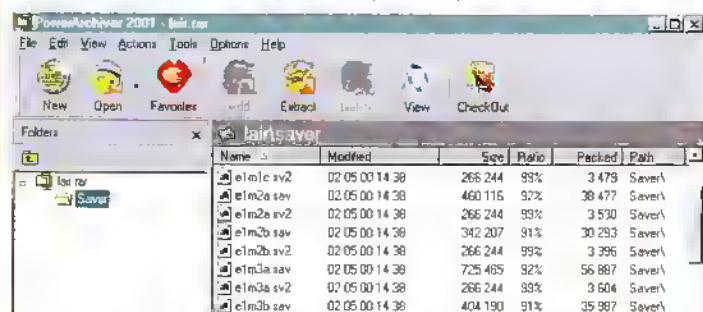 PowerArchiver 2001 - lair.rar
File Edit View Actions Tools Options Help
New Open Favorites Add Extract View CheckOut
Folders
lair\saver
Name Modified Size Ratio Packed Path
lair.rar
Saver
e1m1c.sv2 02 05 00 14 38 266 244 99% 3 479 Saver\
e1m2a.sav 02 05 00 14 38 460 116 92% 38 477 Saver\
e1m2a.sv2 02 05 00 14 38 266 244 99% 3 530 Saver\
e1m2b.sav 02 05 00 14 38 342 207 91% 30 293 Saver\
e1m2b.sv2 02 05 00 14 38 266 244 99% 3 396 Saver\
e1m3a.sav 02 05 00 14 38 725 465 92% 56 887 Saver\
e1m3a.sv2 02 05 00 14 38 266 244 99% 3 604 Saver\
e1m3b.sav 02 05 00 14 38 404 190 91% 35 987 Saver\